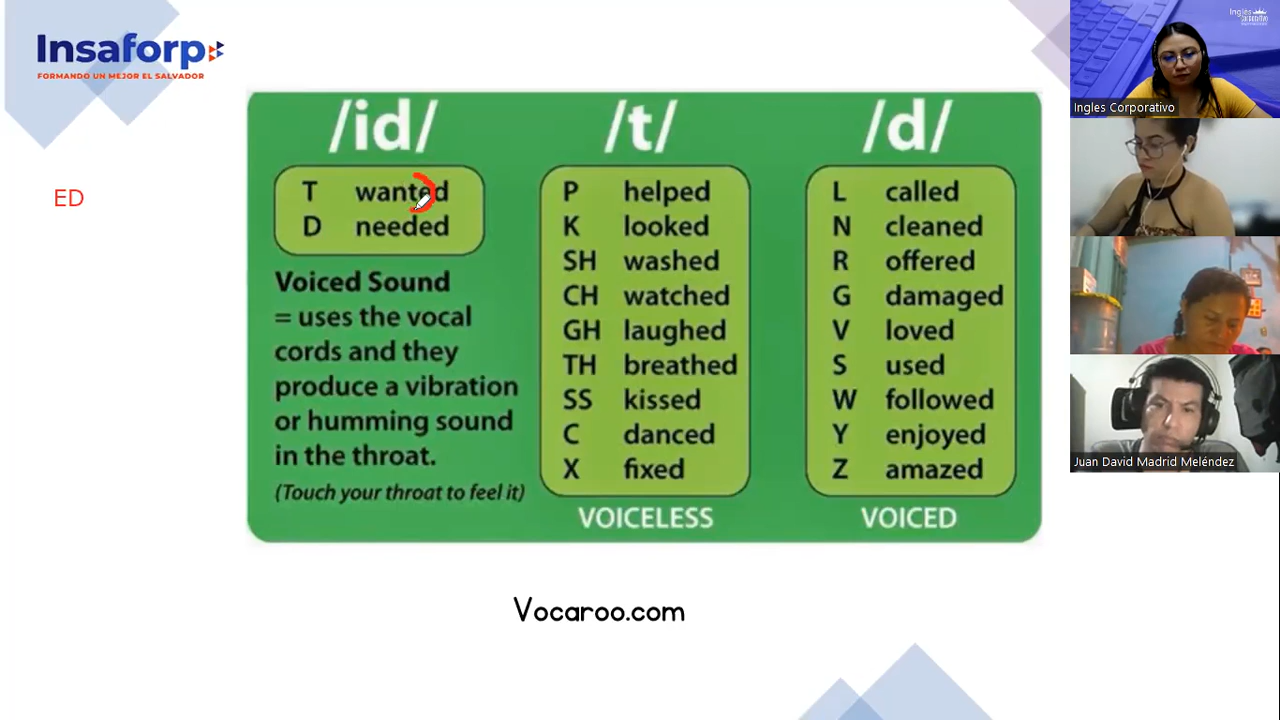 Insaforp
FORMANDO UN MEJOR EL SALVADOR
ED
/id/
T wanted
D needed
Voiced Sound
= uses the vocal
cords and they
produce a vibration
or humming sound
in the throat.
(Touch your throat to feel it)
/t/
P helped
K looked
SH washed
CH watched
GH laughed
TH breathed
SS kissed
C danced
X fixed
VOICELESS
/d/
L called
N cleaned
R offered
G damaged
V loved
S used
W followed
Y enjoyed
Z amazed
VOICED
Vocaroo.com
Ingles Corporativo
Juan David Madrid Meléndez